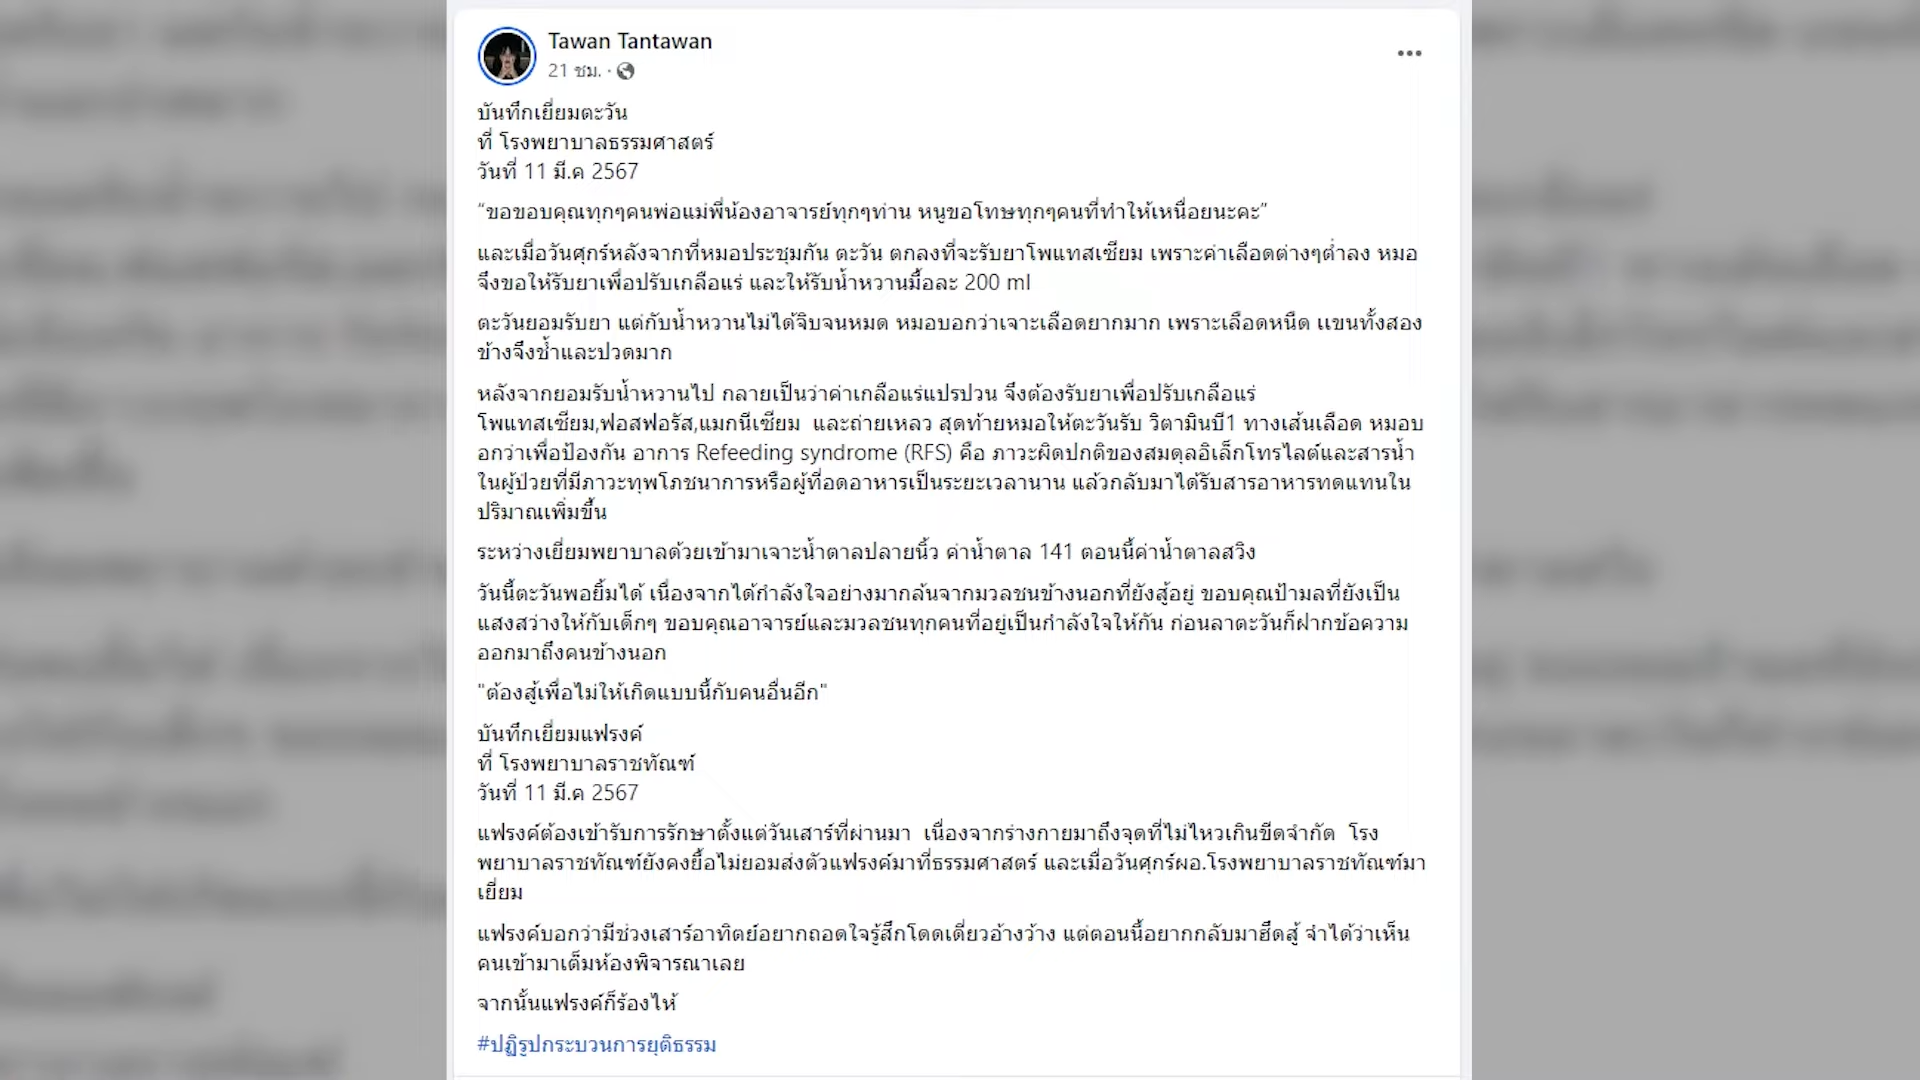 Tawan Tantawan
21 ชม. ·
บันทึกเยี่ยมตะวัน
ที่ โรงพยาบาลธรรมศาสตร์
วันที่ 11 มี.ค 2567
“ขอขอบคุณทุกๆคนพ่อแม่พี่น้องอาจารย์ทุกๆท่าน หนูขอโทษทุกๆคนที่ทำให้เหนื่อยนะคะ”
และเมื่อวันศุกร์หลังจากที่หมอประชุมกัน ตะวัน ตกลงที่จะรับยาโพแทสเซียม เพราะค่าเลือดต่างๆต่ำลง หมอ
จึงขอให้รับยาเพื่อปรับเกลือแร่ และให้รับน้ำหวานมื้อละ 200 ml
ตะวันยอมรับยา แต่กับน้ำหวานไม่ได้จิบจนหมด หมอบอกว่าเจาะเลือดยากมาก เพราะเลือดหนืด แขนทั้งสอง
ข้างจึงช้ำและปวดมาก
หลังจากยอมรับน้ำหวานไป กลายเป็นว่าค่าเกลือแร่แปรปวน จึงต้องรับยาเพื่อปรับเกลือแร่
โพแทสเซียม,ฟอสฟอรัส,แมกนีเซียม  และถ่ายเหลว สุดท้ายหมอให้ตะวันรับ วิตามินบี1 ทางเส้นเลือด หมอบ
อกว่าเพื่อป้องกัน อาการ Refeeding syndrome (RFS) คือ ภาวะผิดปกติของสมดุลอิเล็กโทรไลต์และสารน้ำ
ในผู้ป่วยที่มีภาวะทุพโภชนาการหรือผู้ที่อดอาหารเป็นระยะเวลานาน แล้วกลับมาได้รับสารอาหารทดแทนใน
ปริมาณเพิ่มขึ้น
ระหว่างเยี่ยมพยาบาลด้วยเข้ามาเจาะน้ำตาลปลายนิ้ว ค่าน้ำตาล 141 ตอนนี้ค่าน้ำตาลสวิง
วันนี้ตะวันพอยิ้มได้ เนื่องจากได้กำลังใจอย่างมากล้นจากมวลชนข้างนอกที่ยังสู้อยู่ ขอบคุณป้ามลที่ยังเป็น
แสงสว่างให้กับเด็กๆ ขอบคุณอาจารย์และมวลชนทุกคนที่อยู่เป็นกำลังใจให้กัน ก่อนลาตะวันก็ฝากข้อความ
ออกมาถึงคนข้างนอก
"ต้องสู้เพื่อไม่ให้เกิดแบบนี้กับคนอื่นอีก"
บันทึกเยี่ยมแฟรงค์
ที่ โรงพยาบาลราชทัณฑ์
วันที่ 11 มี.ค 2567
แฟรงค์ต้องเข้ารับการรักษาตั้งแต่วันเสาร์ที่ผ่านมา  เนื่องจากร่างกายมาถึงจุดที่ไม่ไหวเกินขีดจำกัด  โรง
พยาบาลราชทัณฑ์ยังคงยื้อไม่ยอมส่งตัวแฟรงค์มาที่ธรรมศาสตร์ และเมื่อวันศุกร์ผอ.โรงพยาบาลราชทัณฑ์มา
เยี่ยม
แฟรงค์บอกว่ามีช่วงเสาร์อาทิตย์อยากถอดใจรู้สึกโดดเดี่ยวอ้างว้าง แต่ตอนนี้อยากกลับมาฮึดสู้ จำได้ว่าเห็น
คนเข้ามาเต็มห้องพิจารณาเลย
จากนั้นแฟรงค์ก็ร้องไห้
#ปฏิรูปกระบวนการยุติธรรม